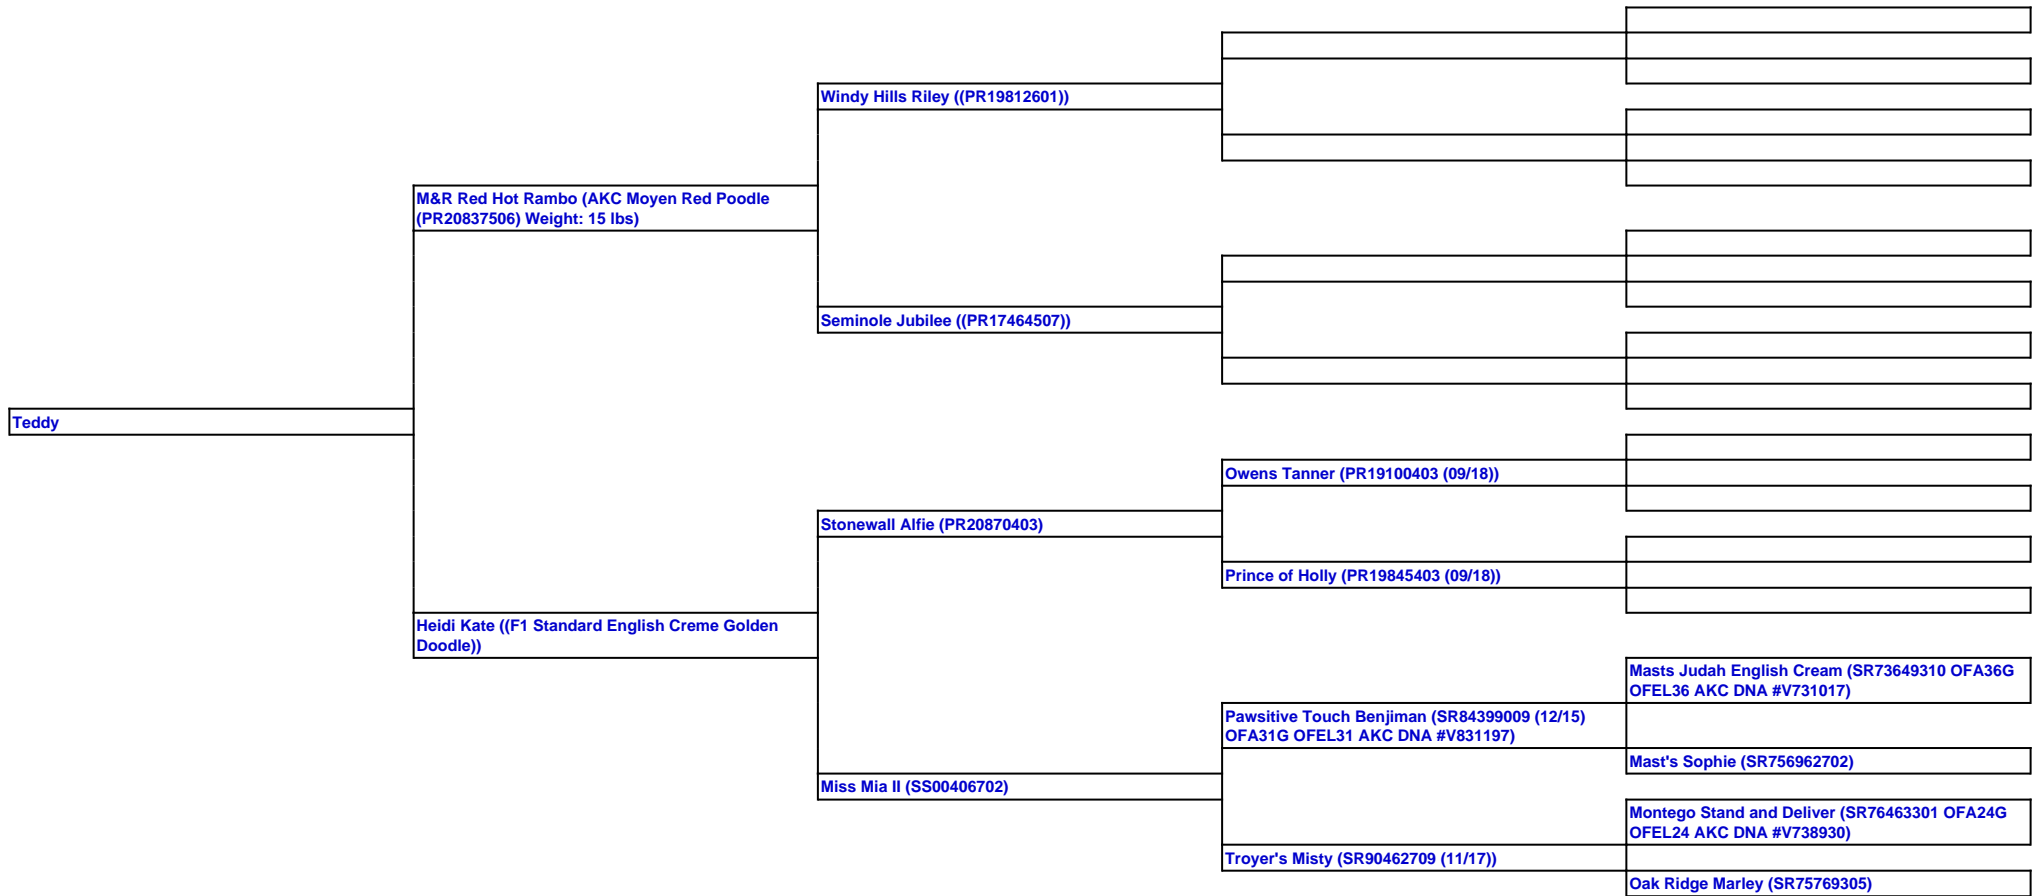 Windy Hills Riley ((PR19812601))
M&R Red Hot Rambo (AKC Moyen Red Poodle
(PR20837506) Weight: 15 lbs)
Seminole Jubilee ((PR17464507))
Teddy
Owens Tanner (PR19100403 (09/18))
Stonewall Alfie (PR20870403)
Prince of Holly (PR19845403 (09/18))
Heidi Kate ((F1 Standard English Creme Golden
Doodle))
Masts Judah English Cream (SR73649310 OFA36G
OFEL36 AKC DNA #V731017)
Pawsitive Touch Benjiman (SR84399009 (12/15)
OFA31G OFEL31 AKC DNA #V831197)
Mast's Sophie (SR756962702)
Miss Mia II (SS00406702)
Montego Stand and Deliver (SR76463301 OFA24G
OFEL24 AKC DNA #V738930)
Troyer's Misty (SR90462709 (11/17))
Oak Ridge Marley (SR75769305)